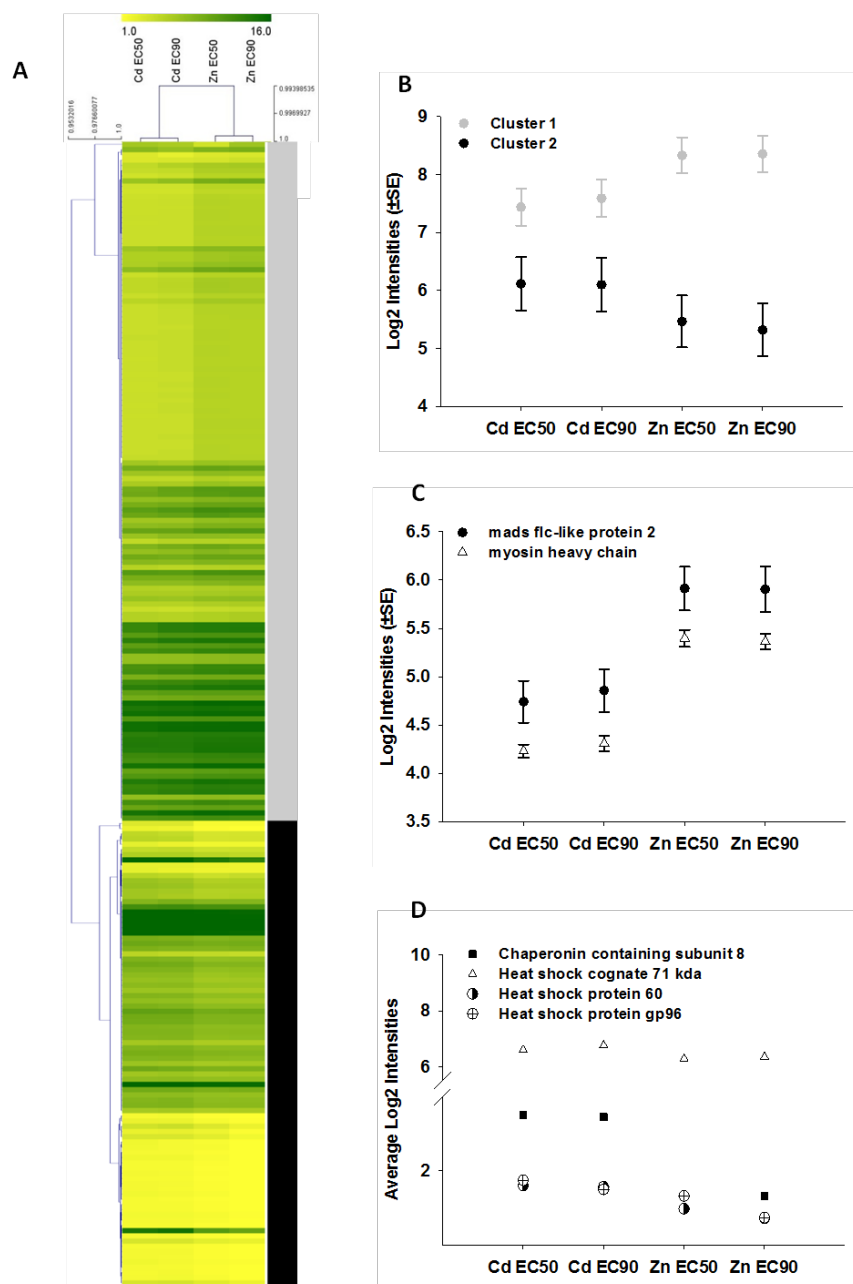 A
1.0 16.0
Cd EC50
Cd EC90
Zn EC50
Zn EC90
0.9532016
0.97660077
1.0
0.99398535
0.9969927
1.0
B
Cluster 1
Cluster 2
Log2 Intensities (±SE)
9
8
7
6
5
4
Cd EC50 Cd EC90 Zn EC50 Zn EC90
C
mads flc-like protein 2
myosin heavy chain
Log2 Intensities (±SE)
6.5
6.0
5.5
5.0
4.5
4.0
3.5
Cd EC50 Cd EC90 Zn EC50 Zn EC90
D
Chaperonin containing subunit 8
Heat shock cognate 71 kda
Heat shock protein 60
Heat shock protein gp96
Average Log2 Intensities
10
8
6
2
Cd EC50 Cd EC90 Zn EC50 Zn EC90